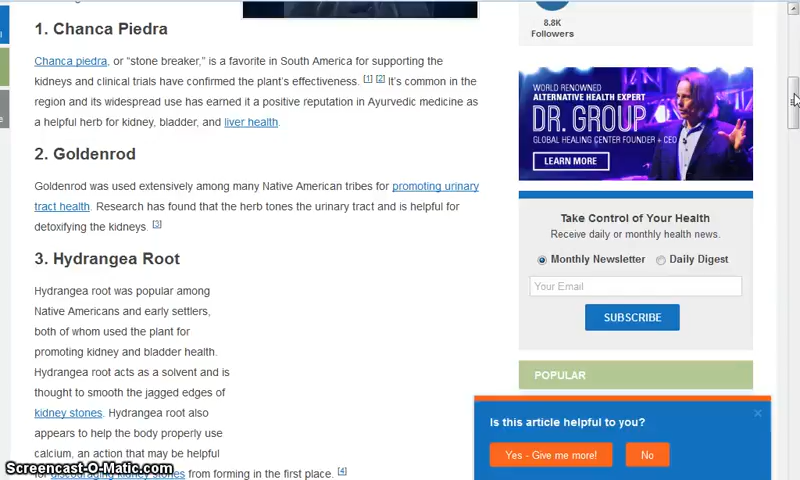 8.8K
Followers
1. Chanca Piedra
Chanca piedra, or “stone breaker,” is a favorite in South America for supporting the
kidneys and clinical trials have confirmed the plant’s effectiveness. [1] [2] It’s common in the
region and its widespread use has earned it a positive reputation in Ayurvedic medicine as
a helpful herb for kidney, bladder, and liver health.
2. Goldenrod
Goldenrod was used extensively among many Native American tribes for promoting urinary
tract health. Research has found that the herb tones the urinary tract and is helpful for
detoxifying the kidneys. [3]
3. Hydrangea Root
Hydrangea root was popular among
Native Americans and early settlers,
both of whom used the plant for
promoting kidney and bladder health.
Hydrangea root acts as a solvent and is
thought to smooth the jagged edges of
kidney stones. Hydrangea root also
appears to help the body properly use
calcium, an action that may be helpful
for discouraging kidney stones from forming in the first place. [4]
Screencast-O-Matic.com
WORLD RENOWNED
ALTERNATIVE HEALTH EXPERT
DR. GROUP
GLOBAL HEALING CENTER FOUNDER + CEO
LEARN MORE
Take Control of Your Health
Receive daily or monthly health news.
Monthly Newsletter Daily Digest
Your Email
SUBSCRIBE
POPULAR
Is this article helpful to you?
Yes - Give me more! No